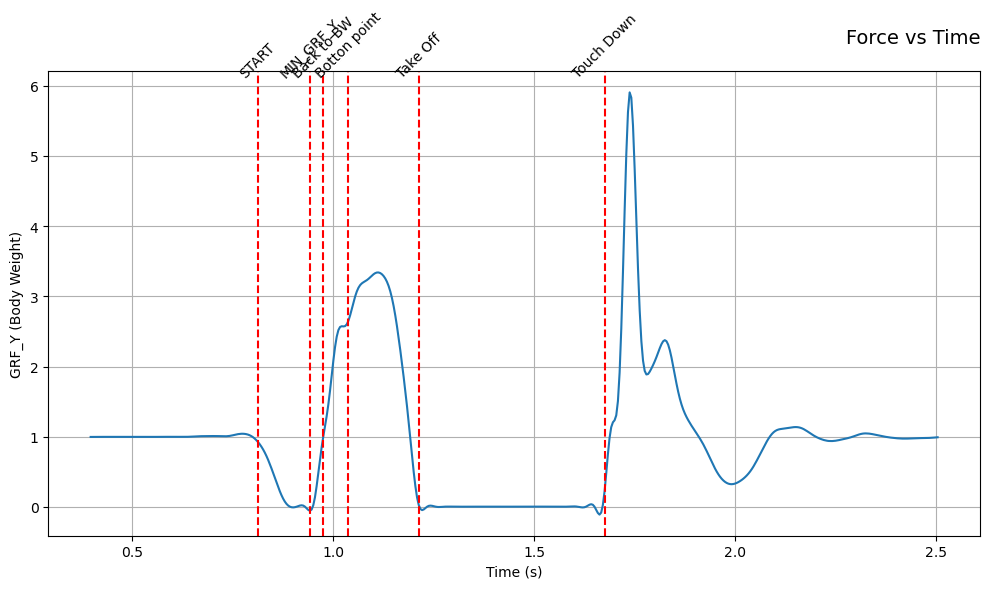 Force vs Time
START
MIN_GRF_Y
Back to BW
Botton point
Take Off
Touch Down
GRF_Y (Body Weight)
6
5
4
3
2
1
0
0.5
1.0
1.5
2.0
2.5
Time (s)